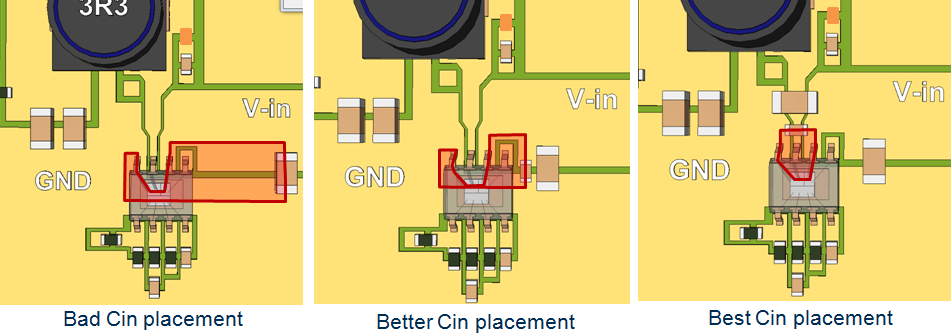 3R3
V-in
GND
Bad Cin placement
V-in
GND
Better Cin placement
V-in
GND
Best Cin placement